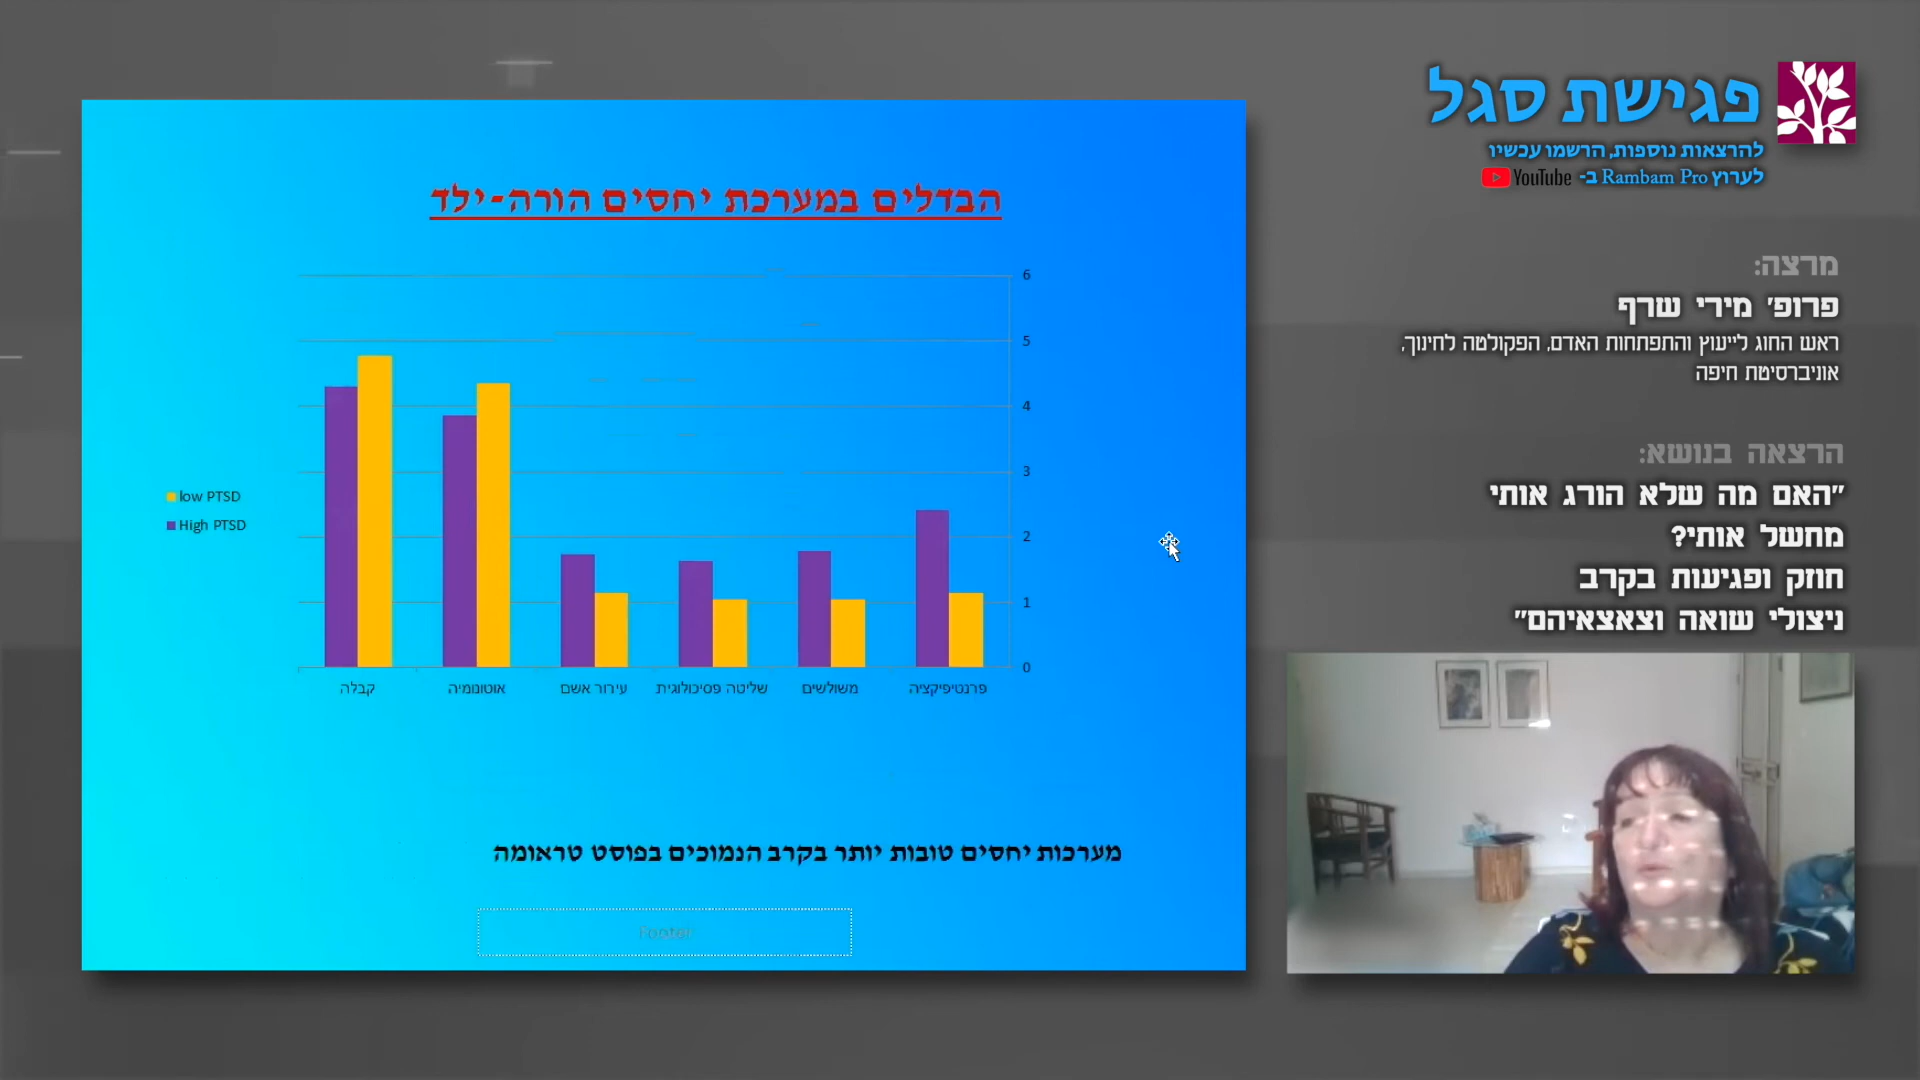 פגישת סגל
להרצאות נוספות, הרשמו עכשיו
לערוץ Rambam Pro ב- YouTube
מרצה:
פרופ' מירי שרף
ראש החוג לייעוץ והתפתחות האדם, הפקולטה לחינוך,
אוניברסיטת חיפה
הרצאה בנושא:
"האם מה שלא הורג אותי
מחשל אותי?
חוזק ופגיעות בקרב
ניצולי שואה וצאצאיהם"
הבדלים במערכת יחסים הורה-ילד
6
5
4
3
2
1
0
פרנטיפיקציה
משולשים
שליטה פסיכולוגית
עירור אשם
אוטונומיה
קבלה
low PTSD
High PTSD
מערכות יחסים טובות יותר בקרב הנמוכים בפוסט טראומה
Footer